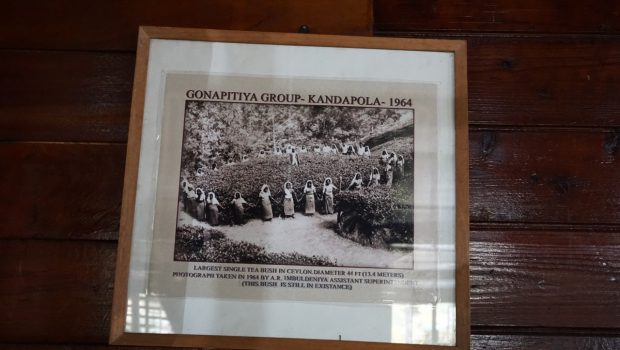 GONAPITIYA GROUP- KANDAPOLA- 1964
LARGEST SINGLE TEA BUSH IN CEYLON.DIAMETER 44 FT (13.4 METERS)
PHOTOGRAPH TAKEN IN 1964 BY A.R. IMBULDENIYA ASSISTANT SUPERINTENDENT
(THIS BUSH IS STILL IN EXISTANCE)